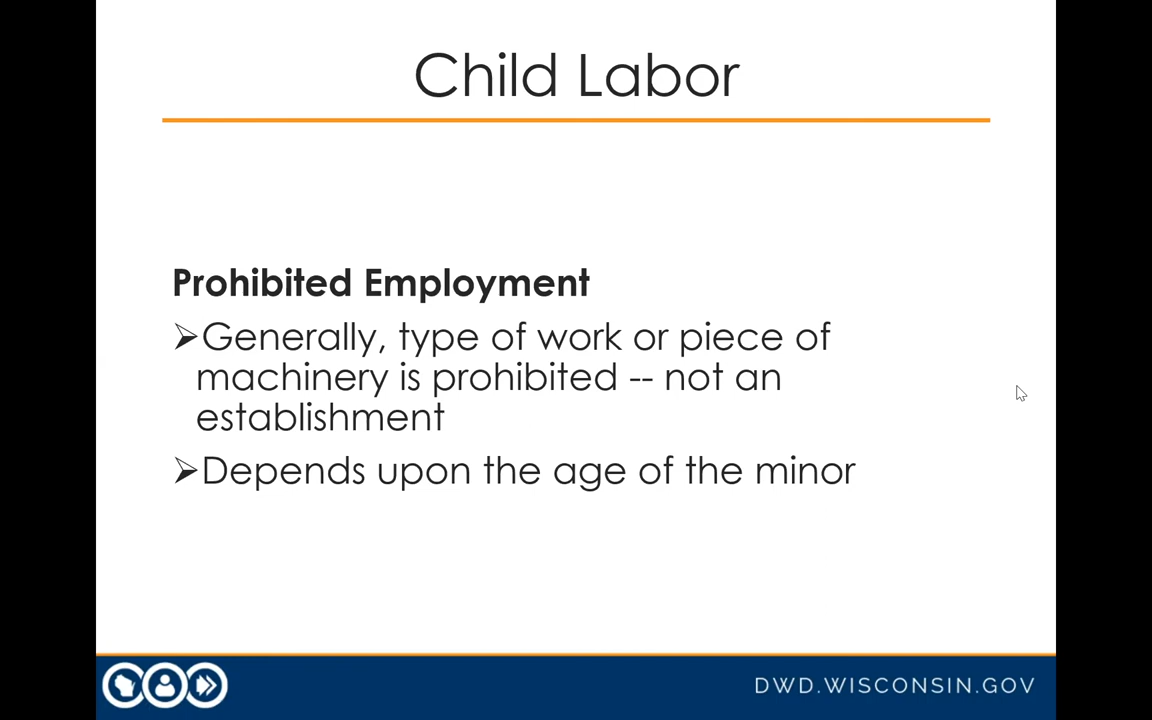 Child Labor
Prohibited Employment
➢Generally, type of work or piece of
machinery is prohibited -- not an
establishment
➢Depends upon the age of the minor
DWD.WISCONSIN.GOV